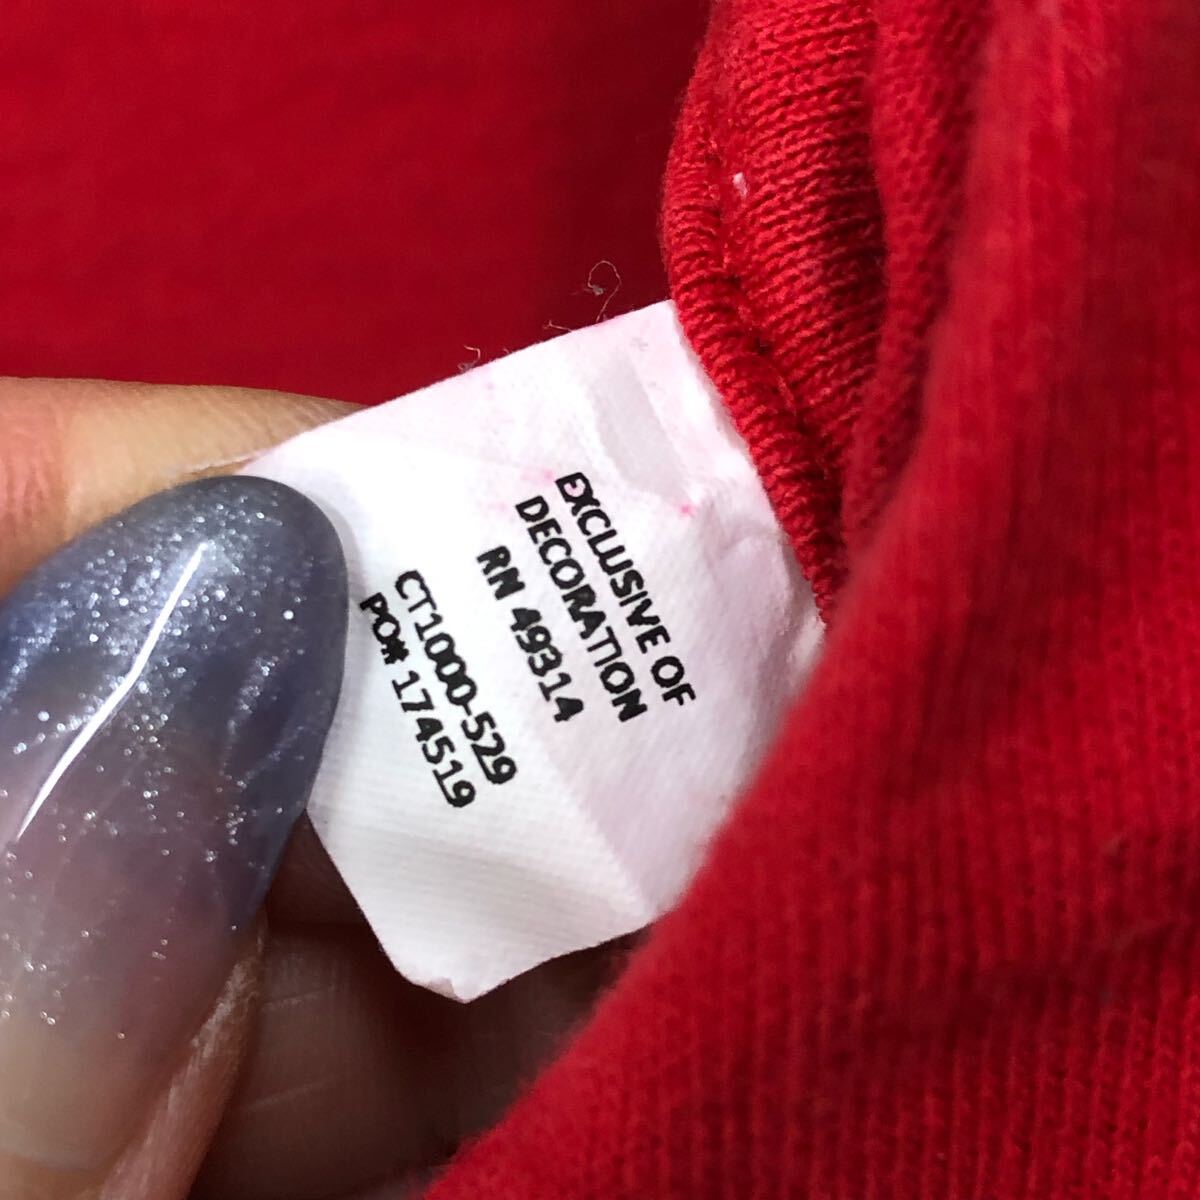 EXCLUSIVE OF
DECORATION
RN 49314
CT1000-529
PO# 174519